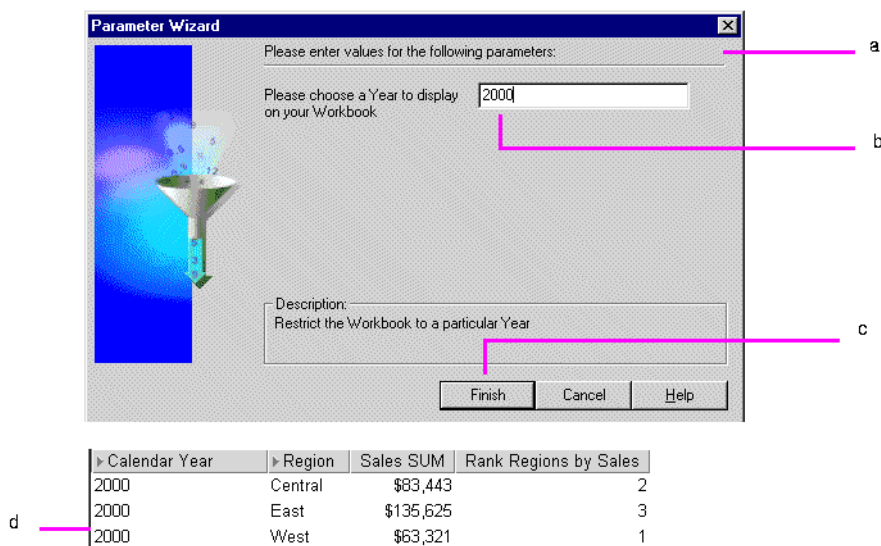 Parameter Wizard
Please enter values for the following parameters:
a
Please choose a Year to display
on your Workbook
2000
b
Description:
Restrict the Workbook to a particular Year
c
Finish Cancel Help
Calendar Year Region Sales SUM Rank Regions by Sales
2000 Central $83,443 2
2000 East $135,625 3
d
2000 West $63,321 1